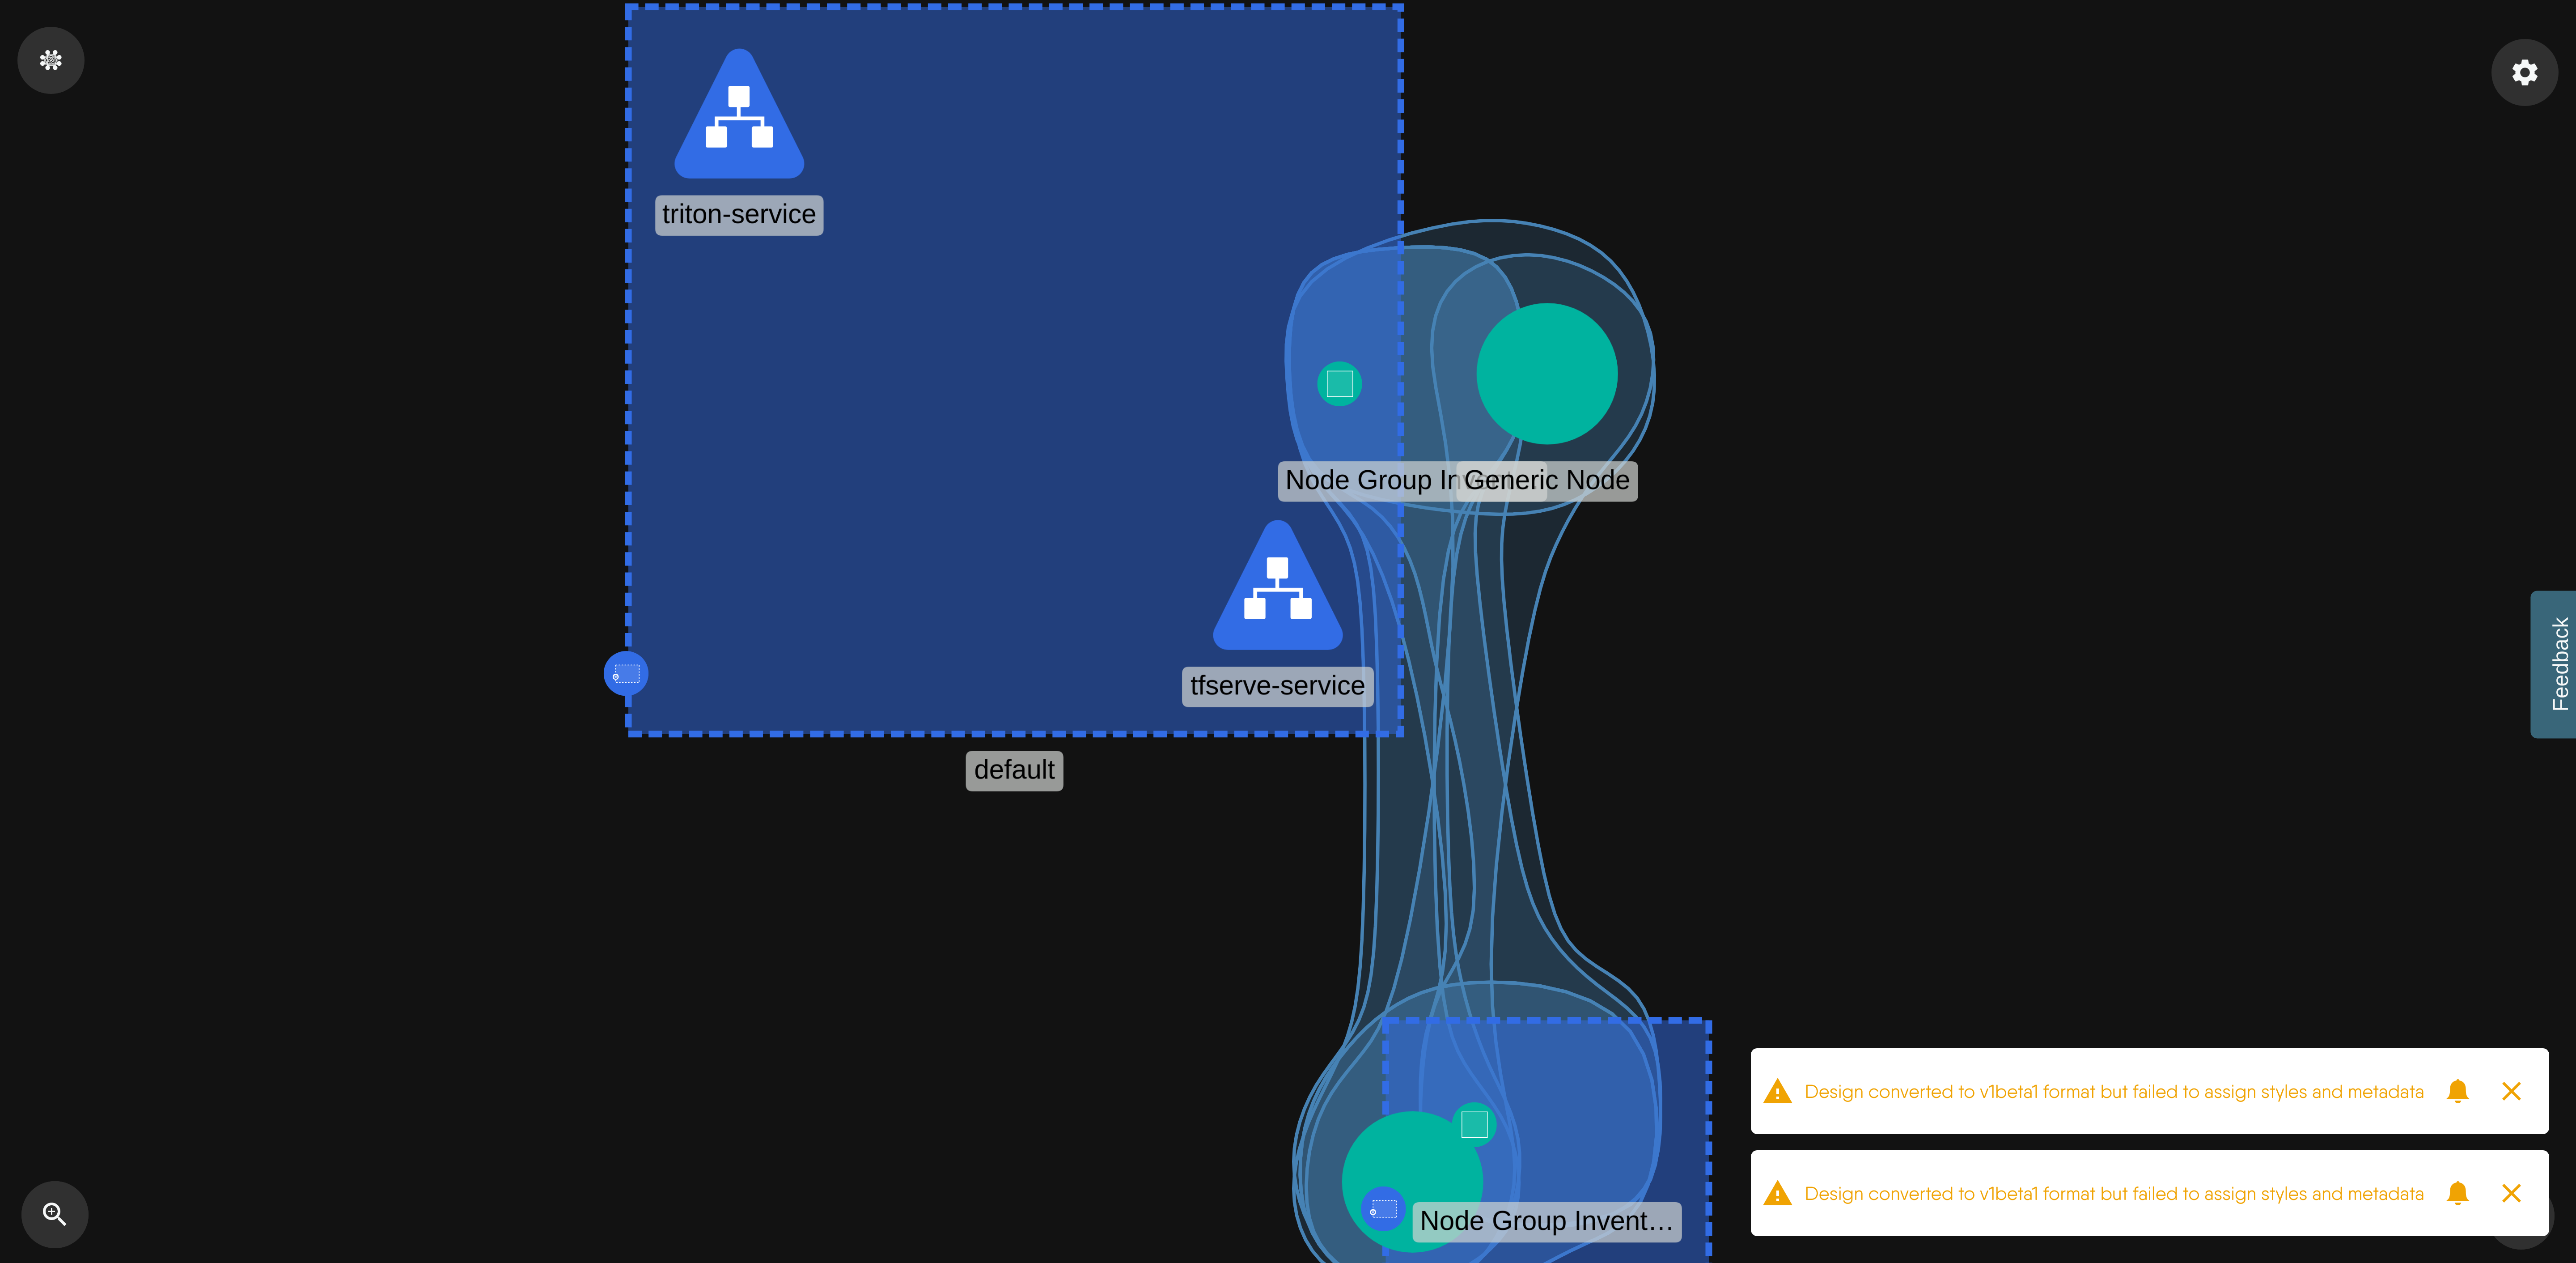 triton-service
Node Group In
Generic Node
tfserve-service
Feedback
default
Design converted to v1beta1 format but failed to assign styles and metadata
Design converted to v1beta1 format but failed to assign styles and metadata
Node Group Invent…